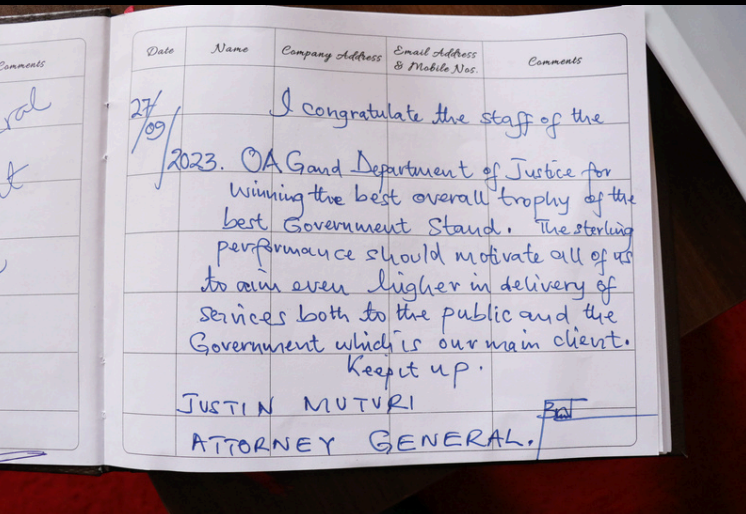 Comments
ral
t
Date Name Company Address Email Address & Mobile Nos. Comments
27/09/ I congratulate the staff of the
2023. OAG and Department of Justice for
winning the best overall trophy of the
best Government Stand. The sterling
performance should motivate all of us
to aim even higher in delivery of
services both to the public and the
Government which is our main client.
Keep it up.
JUSTIN MUTURI
ATTORNEY GENERAL.